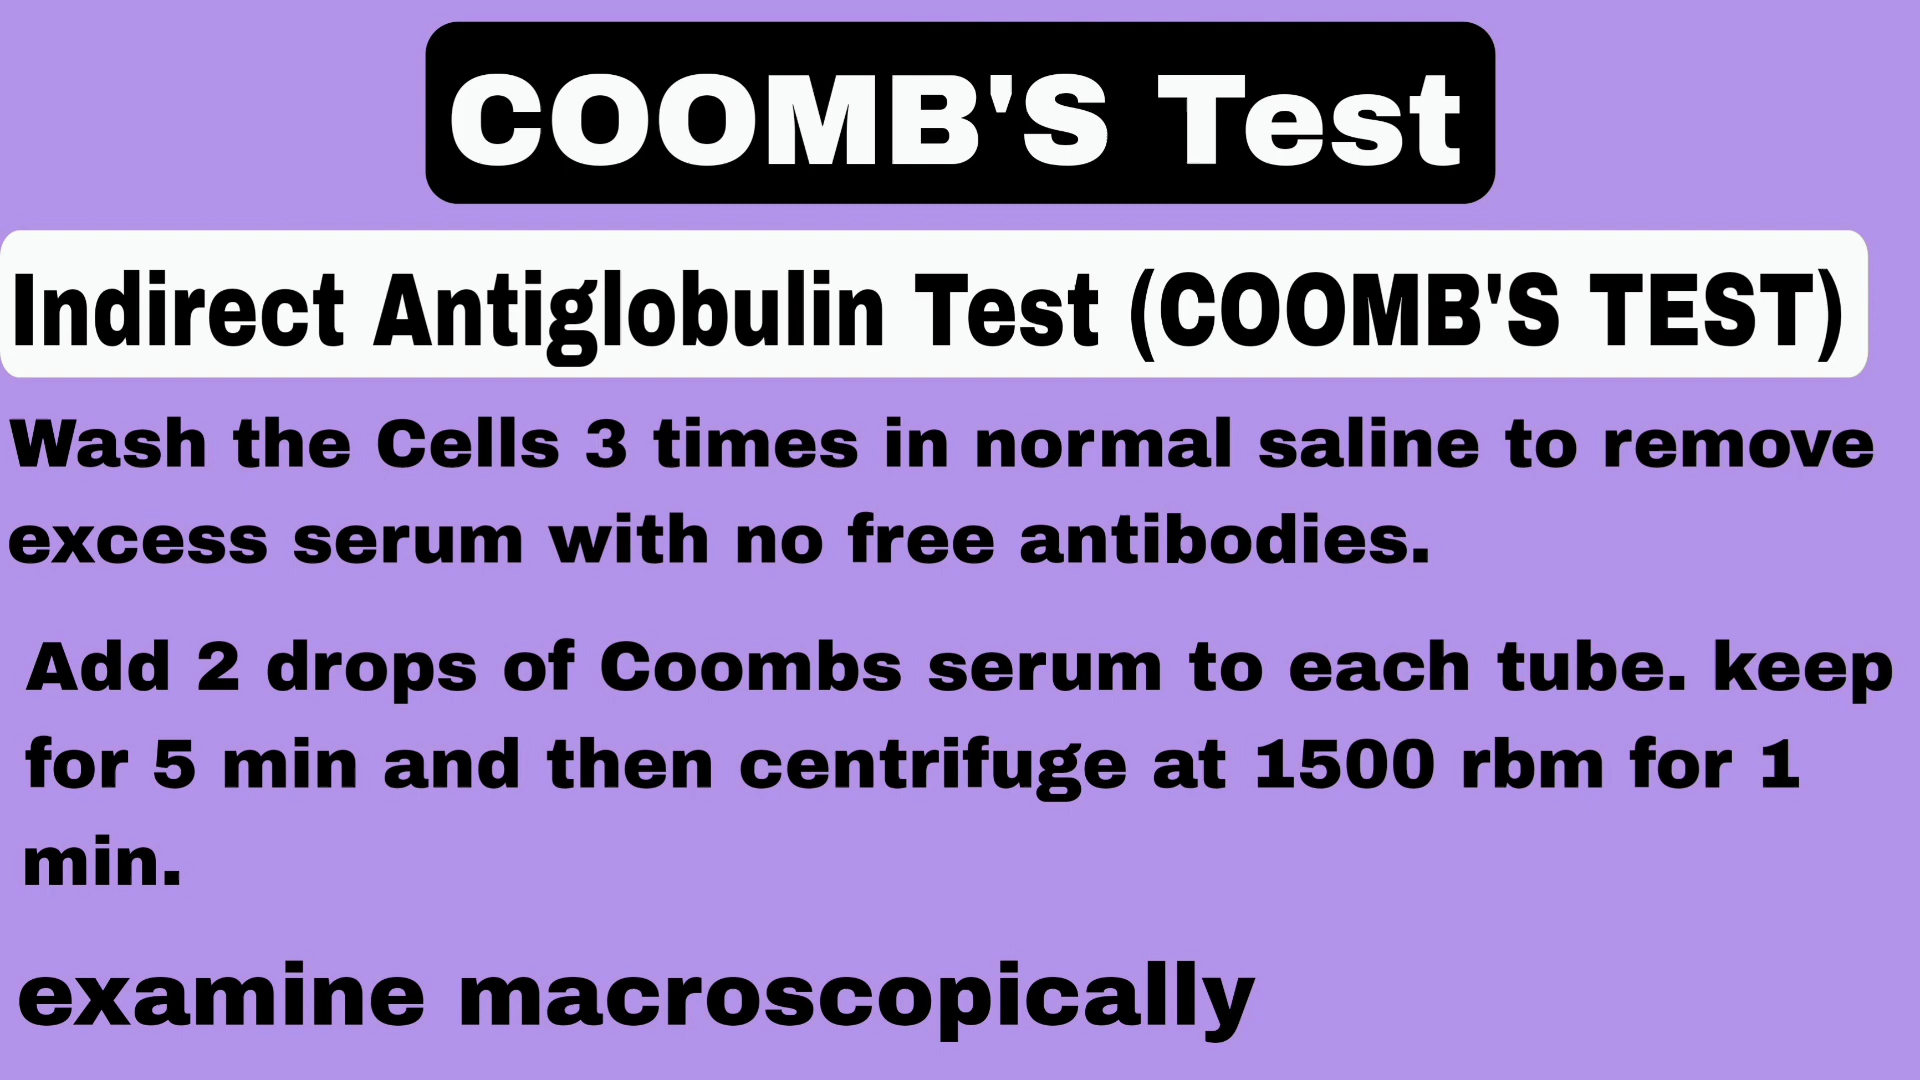 COOMB'S Test
Indirect Antiglobulin Test (COOMB'S TEST)
Wash the Cells 3 times in normal saline to remove
excess serum with no free antibodies.
Add 2 drops of Coombs serum to each tube. keep
for 5 min and then centrifuge at 1500 rbm for 1
min.
examine macroscopically